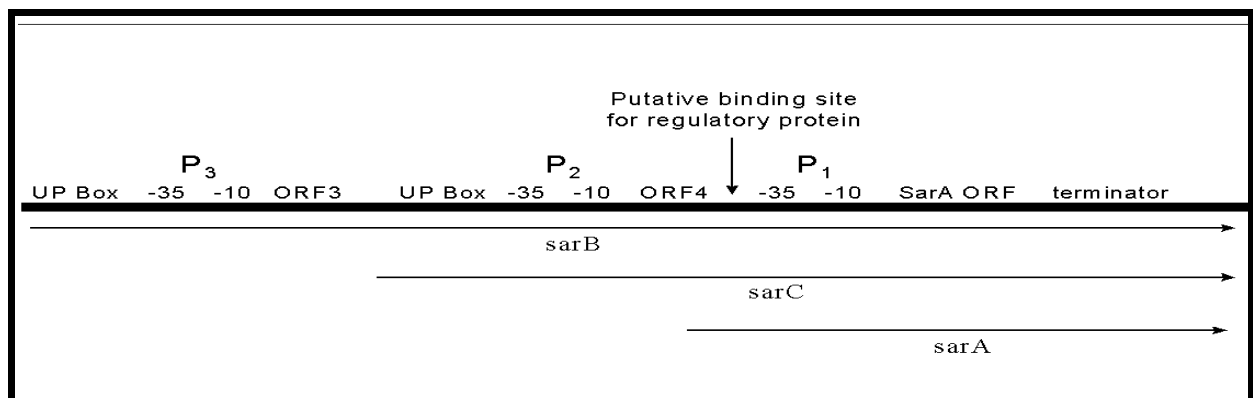 Putative binding site
for regulatory protein
P3 P2 P1
UP Box -35 -10 ORF3 UP Box -35 -10 ORF4 -35 -10 SarA ORF terminator
sarB
sarC
sarA